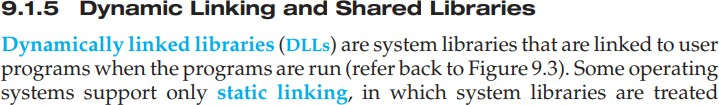 9.1.5 Dynamic Linking and Shared Libraries
Dynamically linked libraries (DLLs) are system libraries that are linked to user
programs when the programs are run (refer back to Figure 9.3). Some operating
systems support only static linking, in which system libraries are treated